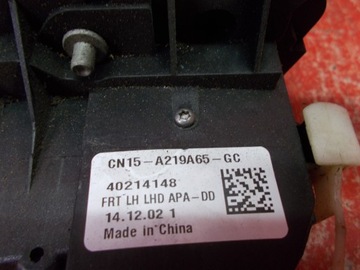 CN15-A219A65-GC
40214148
FRT LH LHD APA-DD
14.12.02 1
Made in China